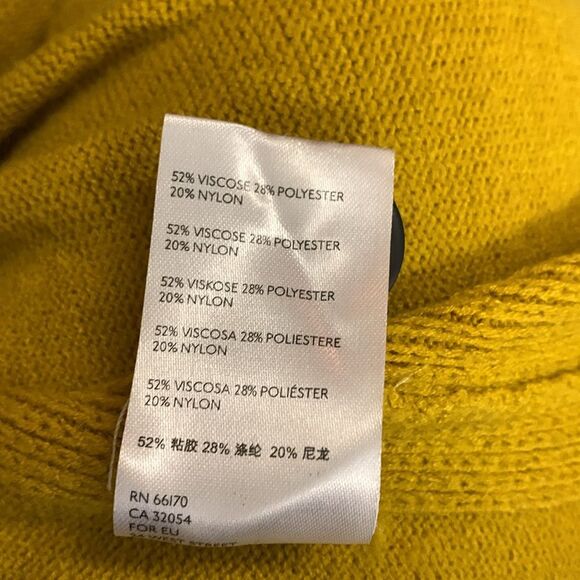 52% VISCOSE 28% POLYESTER
20% NYLON
52% VISCOSE 28% POLYESTER
20% NYLON
52% VISKOSE 28% POLYESTER
20% NYLON
52% VISCOSA 28% POLIESTERE
20% NYLON
52% VISCOSA 28% POLIÉSTER
20% NYLON
52% 粘胶 28% 涤纶 20% 尼龙
RN 66170
CA 32054
FOR EU
WEST STREET